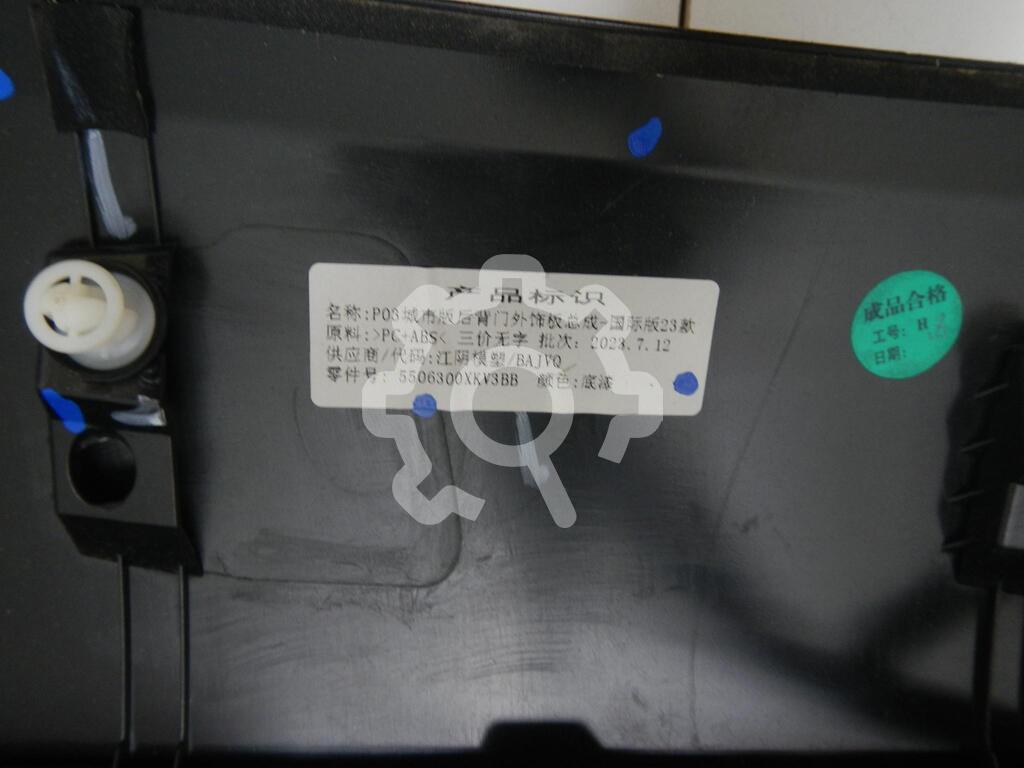 产品标识
名称:P03城市版后背门外饰板总成-国际版23款
原料:>PC+ABS< 三价无字 批次: 2023.7.12
供应商/代码:江阴模塑/BAJVQ
零件号: 5506300XKV3BB 颜色:底漆
成品合格
工号: H
日期: